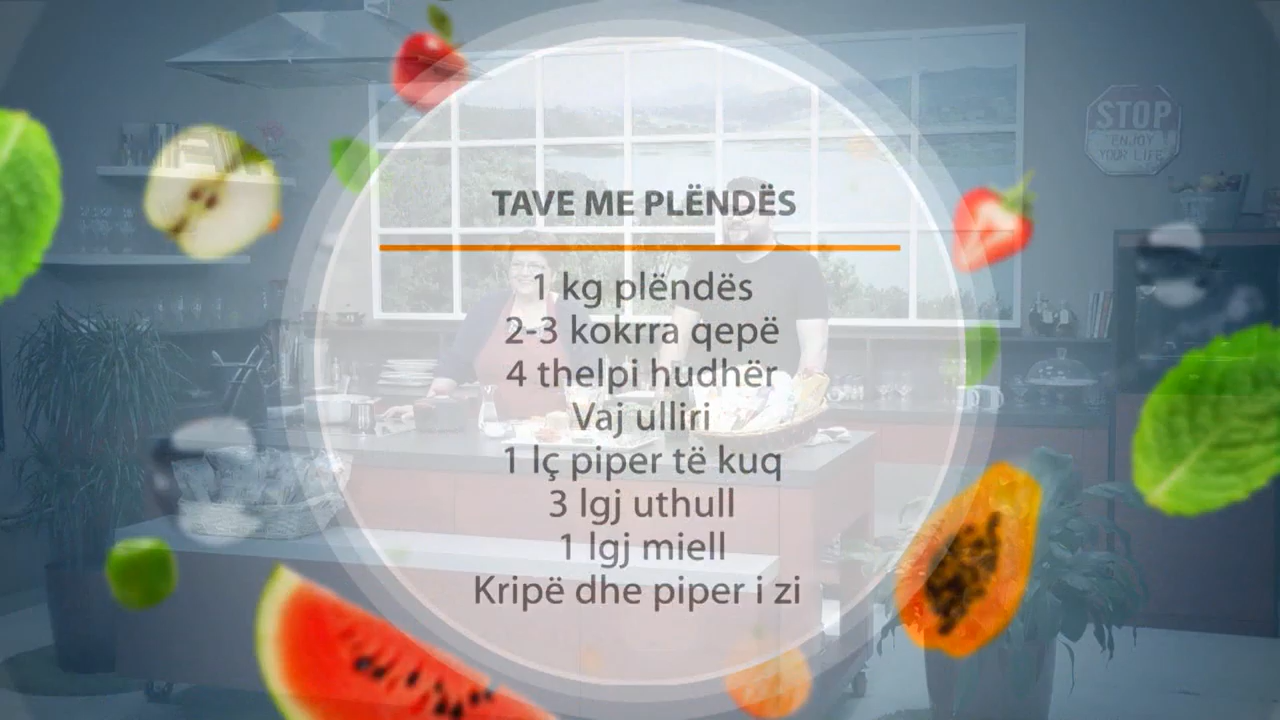 STOP
ENJOY
YOUR LIFE
TAVE ME PLËNDËS
1 kg plëndës
2-3 kokrra qepë
4 thelpi hudhër
Vaj ulliri
1 lç piper të kuq
3 lgj uthull
1 lgj miell
Kripë dhe piper i zi